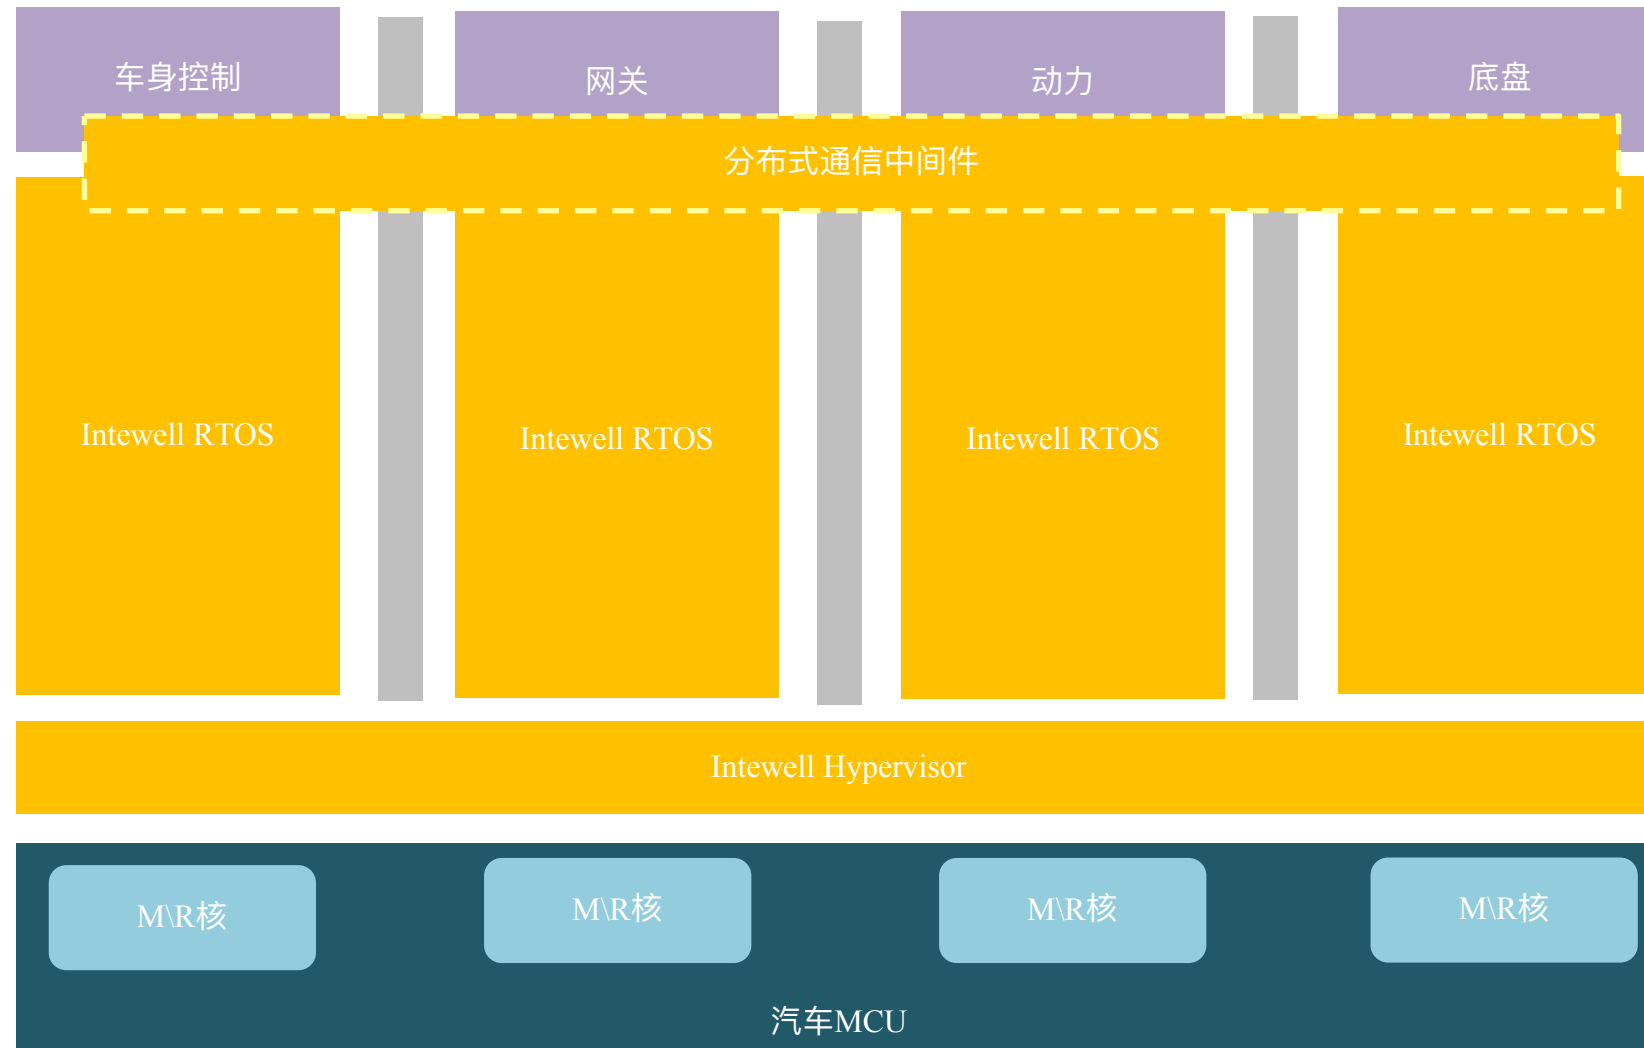 车身控制
网关
动力
底盘
分布式通信中间件
Intewell RTOS
Intewell RTOS
Intewell RTOS
Intewell RTOS
Intewell Hypervisor
M\R核
M\R核
M\R核
M\R核
汽车MCU